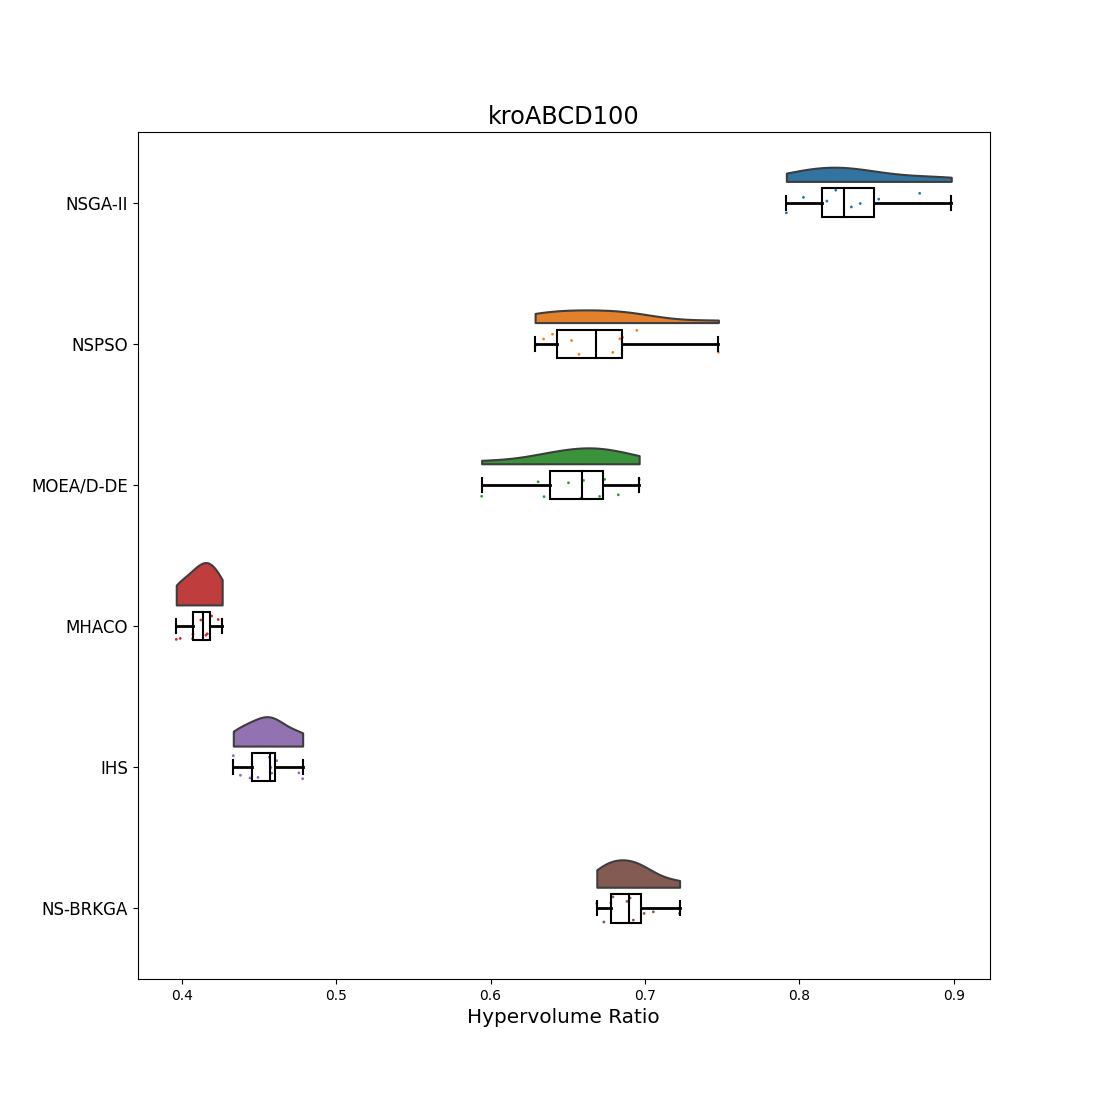 kroABCD100
NSGA-II
NSPSO
MOEA/D-DE
MHACO
IHS
NS-BRKGA
0.4 0.5 0.6 0.7 0.8 0.9
Hypervolume Ratio